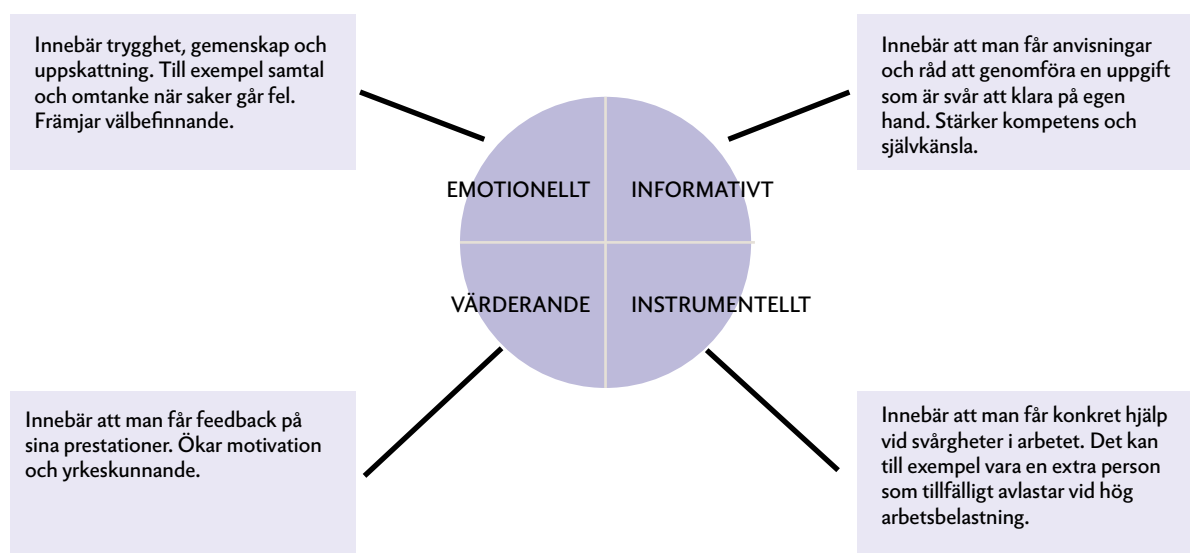 Innebär trygghet, gemenskap och
uppskattning. Till exempel samtal
och omtanke när saker går fel.
Främjar välbefinnande.
Innebär att man får anvisningar
och råd att genomföra en uppgift
som är svår att klara på egen
hand. Stärker kompetens och
självkänsla.
EMOTIONELLT
INFORMATIVT
VÄRDERANDE
INSTRUMENTELLT
Innebär att man får feedback på
sina prestationer. Ökar motivation
och yrkeskunnande.
Innebär att man får konkret hjälp
vid svårgheter i arbetet. Det kan
till exempel vara en extra person
som tillfälligt avlastar vid hög
arbetsbelastning.